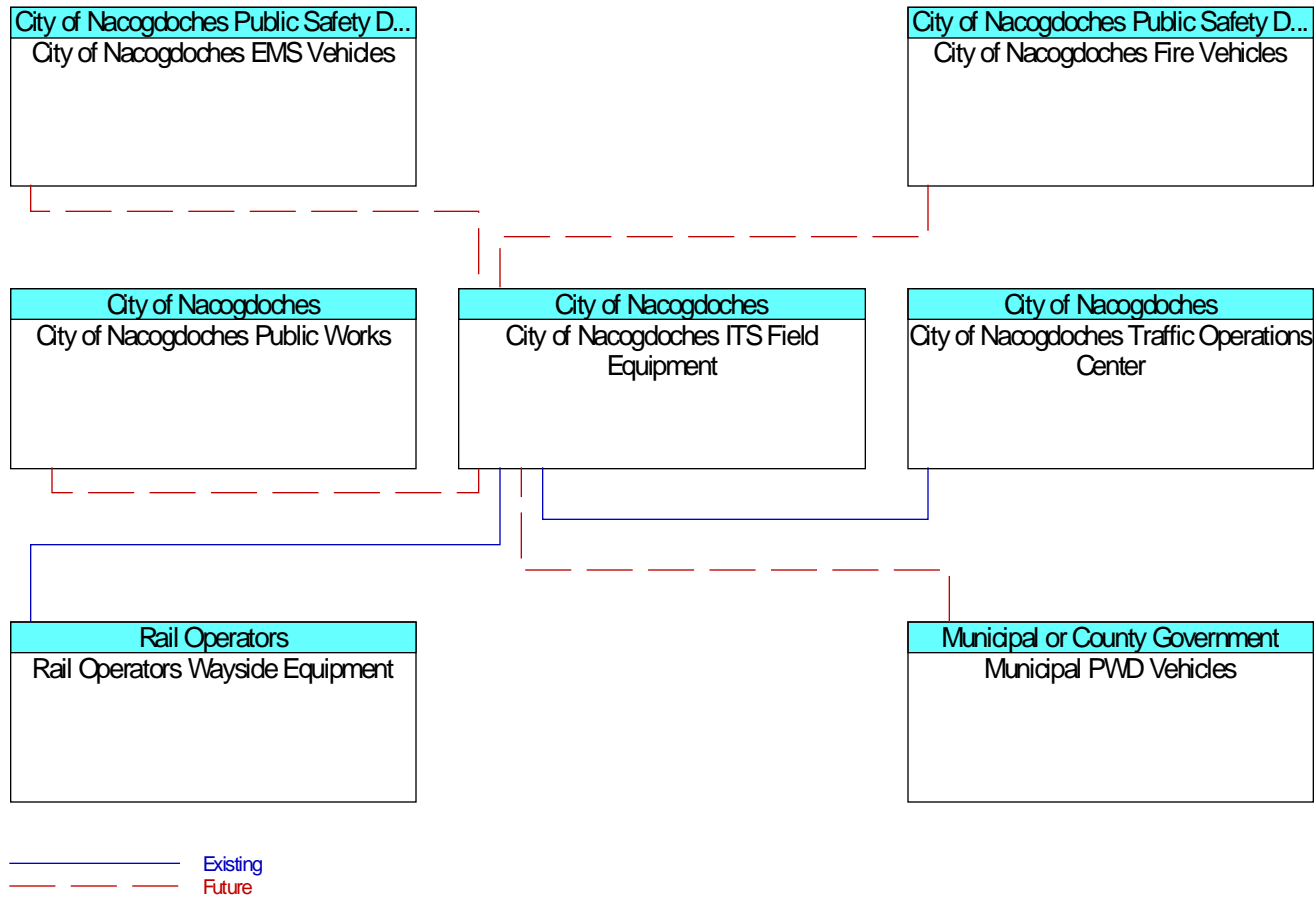 City of Nacogdoches Public Safety D...
City of Nacogdoches EMS Vehicles
City of Nacogdoches Public Safety D...
City of Nacogdoches Fire Vehicles
City of Nacogdoches
City of Nacogdoches Public Works
City of Nacogdoches
City of Nacogdoches ITS Field
Equipment
City of Nacogdoches
City of Nacogdoches Traffic Operations
Center
Rail Operators
Rail Operators Wayside Equipment
Municipal or County Government
Municipal PWD Vehicles
Existing
Future